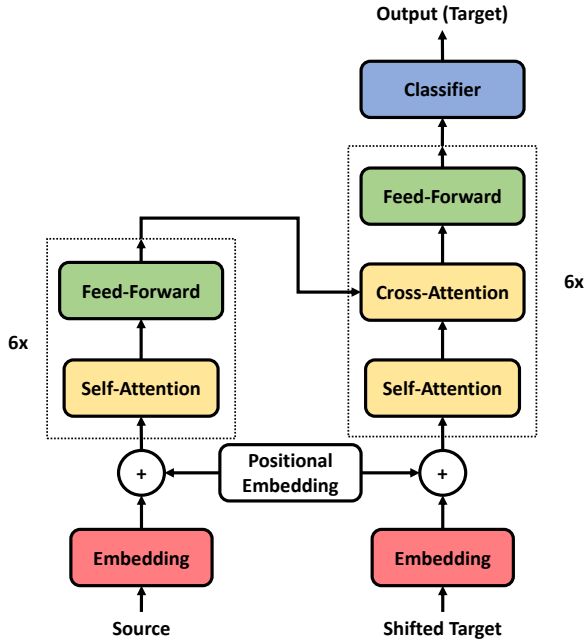 Output (Target)
Classifier
Feed-Forward
Cross-Attention
6x
Self-Attention
Feed-Forward
6x
Self-Attention
+
Positional
Embedding
+
Embedding
Embedding
Source
Shifted Target